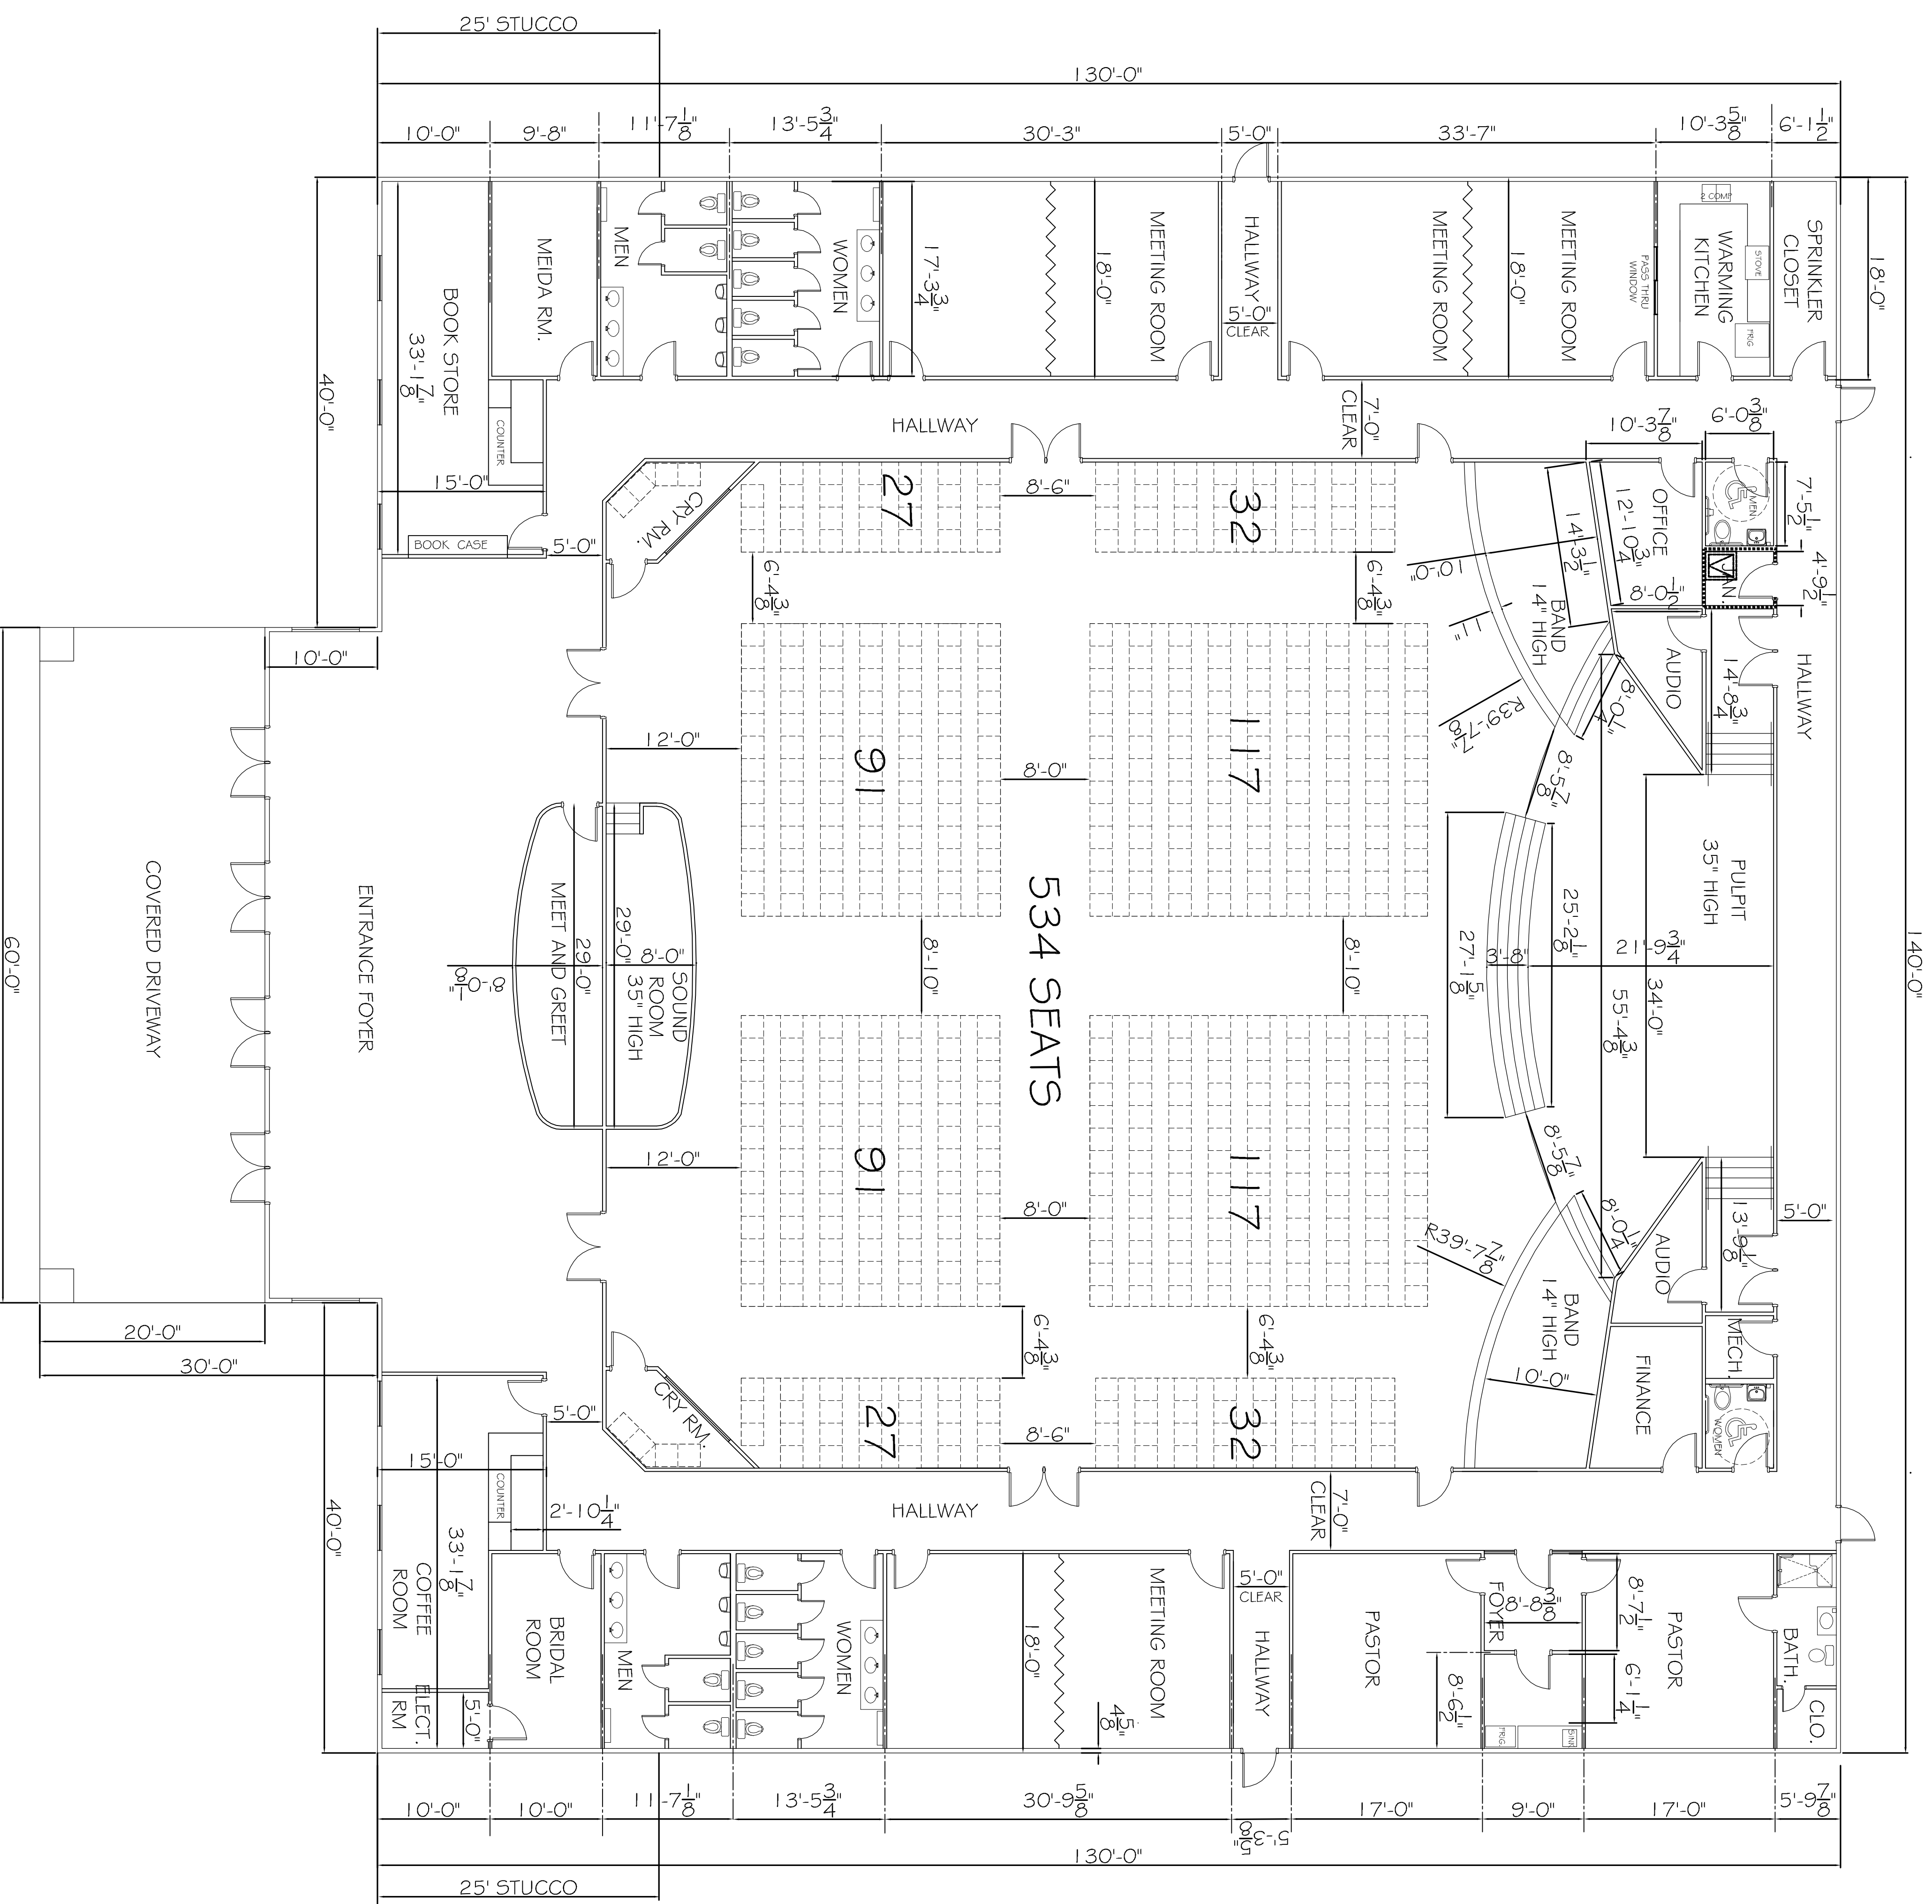 25' STUCCO
130'-0"
10'-0"
9'-8"
11'-7 1/8"
13'-5 3/4"
30'-3"
5'-0"
33'-7"
10'-3 5/8"
6'-1 1/2"
40'-0"
BOOK STORE
33'-1 7/8"
MEIDA RM.
MEN
WOMEN
17'-3 3/4"
18'-0"
MEETING ROOM
HALLWAY
5'-0"
CLEAR
MEETING ROOM
18'-0"
MEETING ROOM
PASS THRU
WINDOW
2 COMP
WARMING
KITCHEN
STOVE
FRIG
SPRINKLER
CLOSET
18'-0"
COUNTER
15'-0"
BOOK CASE
5'-0"
HALLWAY
7'-0"
CLEAR
10'-3 7/8"
6'-0 3/8"
7'-5 1/2"
4'-9 1/2"
CRY RM.
27
8'-6"
32
6'-4 3/8"
6'-4 3/8"
OFFICE
12'-10 3/4"
14'-3 1/2"
10'-0"
11"
8'-0 1/2"
MEN
JAN.
BAND
14" HIGH
R39'-7 7/8"
8'-0 1/4"
AUDIO
14'-8 3/4"
HALLWAY
10'-0"
12'-0"
91
8'-0"
117
8'-5 7/8"
PULPIT
35" HIGH
60'-0"
COVERED DRIVEWAY
ENTRANCE FOYER
8'-0 1/8"
MEET AND GREET
29'-0"
29'-0"
8'-0"
SOUND
ROOM
35" HIGH
8'-10"
534 SEATS
8'-10"
27'-1 5/8"
3'-8"
25'-2 1/8"
21'-9 3/4"
55'-4 3/8"
34'-0"
140'-0"
12'-0"
91
8'-0"
117
8'-5 7/8"
8'-0 1/4"
R39'-7 7/8"
AUDIO
13'-9 1/8"
5'-0"
20'-0"
30'-0"
6'-4 3/8"
6'-4 3/8"
BAND
14" HIGH
10'-0"
FINANCE
MECH.
WOMEN
CRY RM.
27
8'-6"
32
5'-0"
15'-0"
COUNTER
2'-10 1/4"
40'-0"
COFFEE
ROOM
33'-1 7/8"
HALLWAY
7'-0"
CLEAR
ELECT.
RM
5'-0"
BRIDAL
ROOM
MEN
WOMEN
18'-0"
4 5/8"
MEETING ROOM
5'-0"
CLEAR
HALLWAY
PASTOR
FOYER
8'-8 3/8"
8'-7 1/2"
8'-6 1/2"
6'-1 1/4"
FRIG.
SINK
PASTOR
BATH.
CLO.
10'-0"
10'-0"
11'-7 1/8"
13'-5 3/4"
30'-9 5/8"
5'-3 5/8"
17'-0"
9'-0"
17'-0"
5'-9 7/8"
130'-0"
25' STUCCO